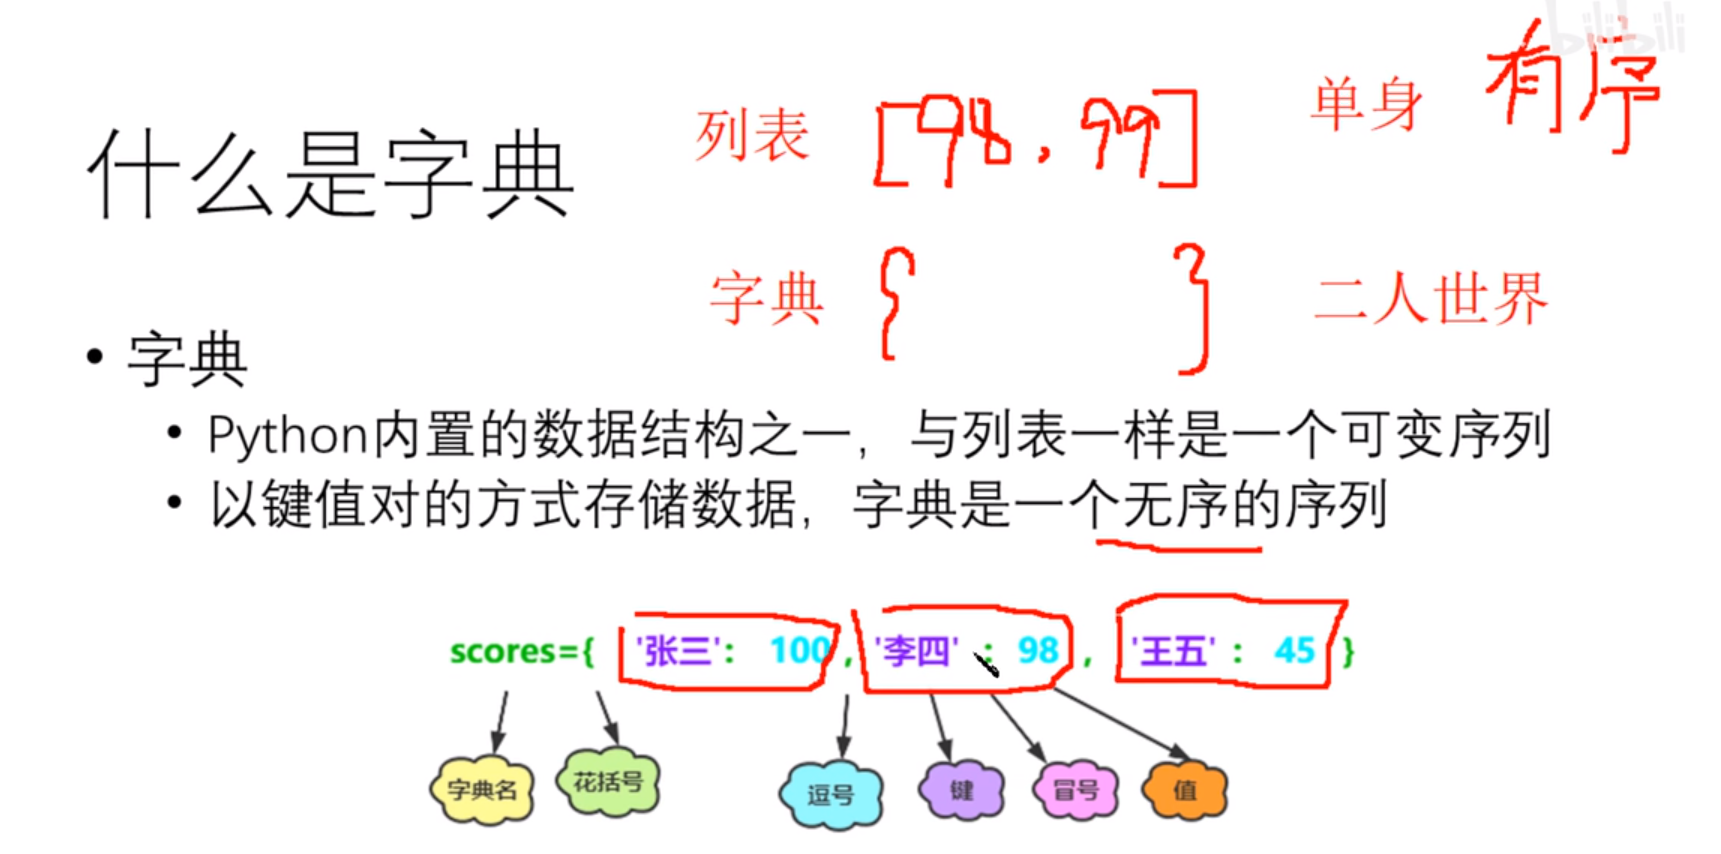 bilibili
有序
列表 [98,99] 单身
什么是字典
字典 { } 二人世界
• 字典
• Python内置的数据结构之一，与列表一样是一个可变序列
• 以键值对的方式存储数据，字典是一个无序的序列
scores={ '张三': 100 , '李四' : 98 , '王五' : 45 }
字典名 花括号 逗号 键 冒号 值